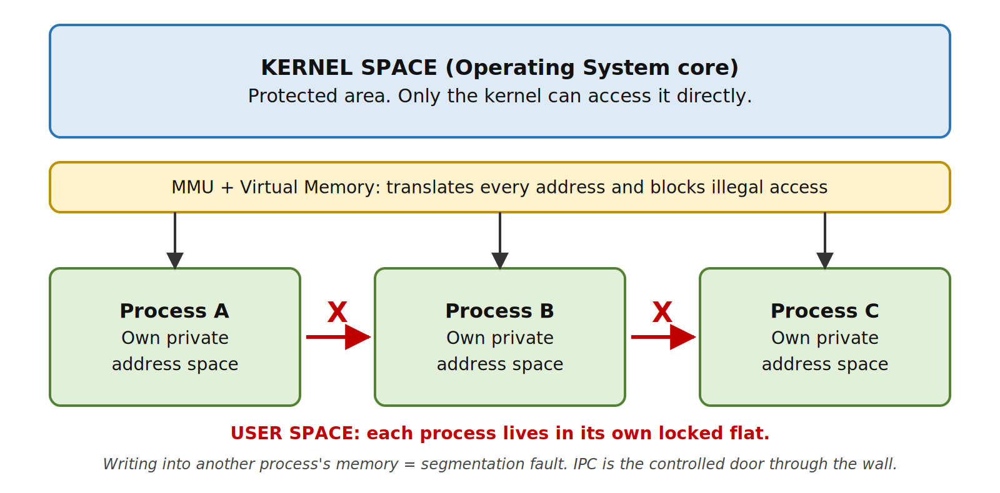 KERNEL SPACE (Operating System core)
Protected area. Only the kernel can access it directly.
MMU + Virtual Memory: translates every address and blocks illegal access
Process A
Own private
address space
X
Process B
Own private
address space
X
Process C
Own private
address space
USER SPACE: each process lives in its own locked flat.
Writing into another process's memory = segmentation fault. IPC is the controlled door through the wall.